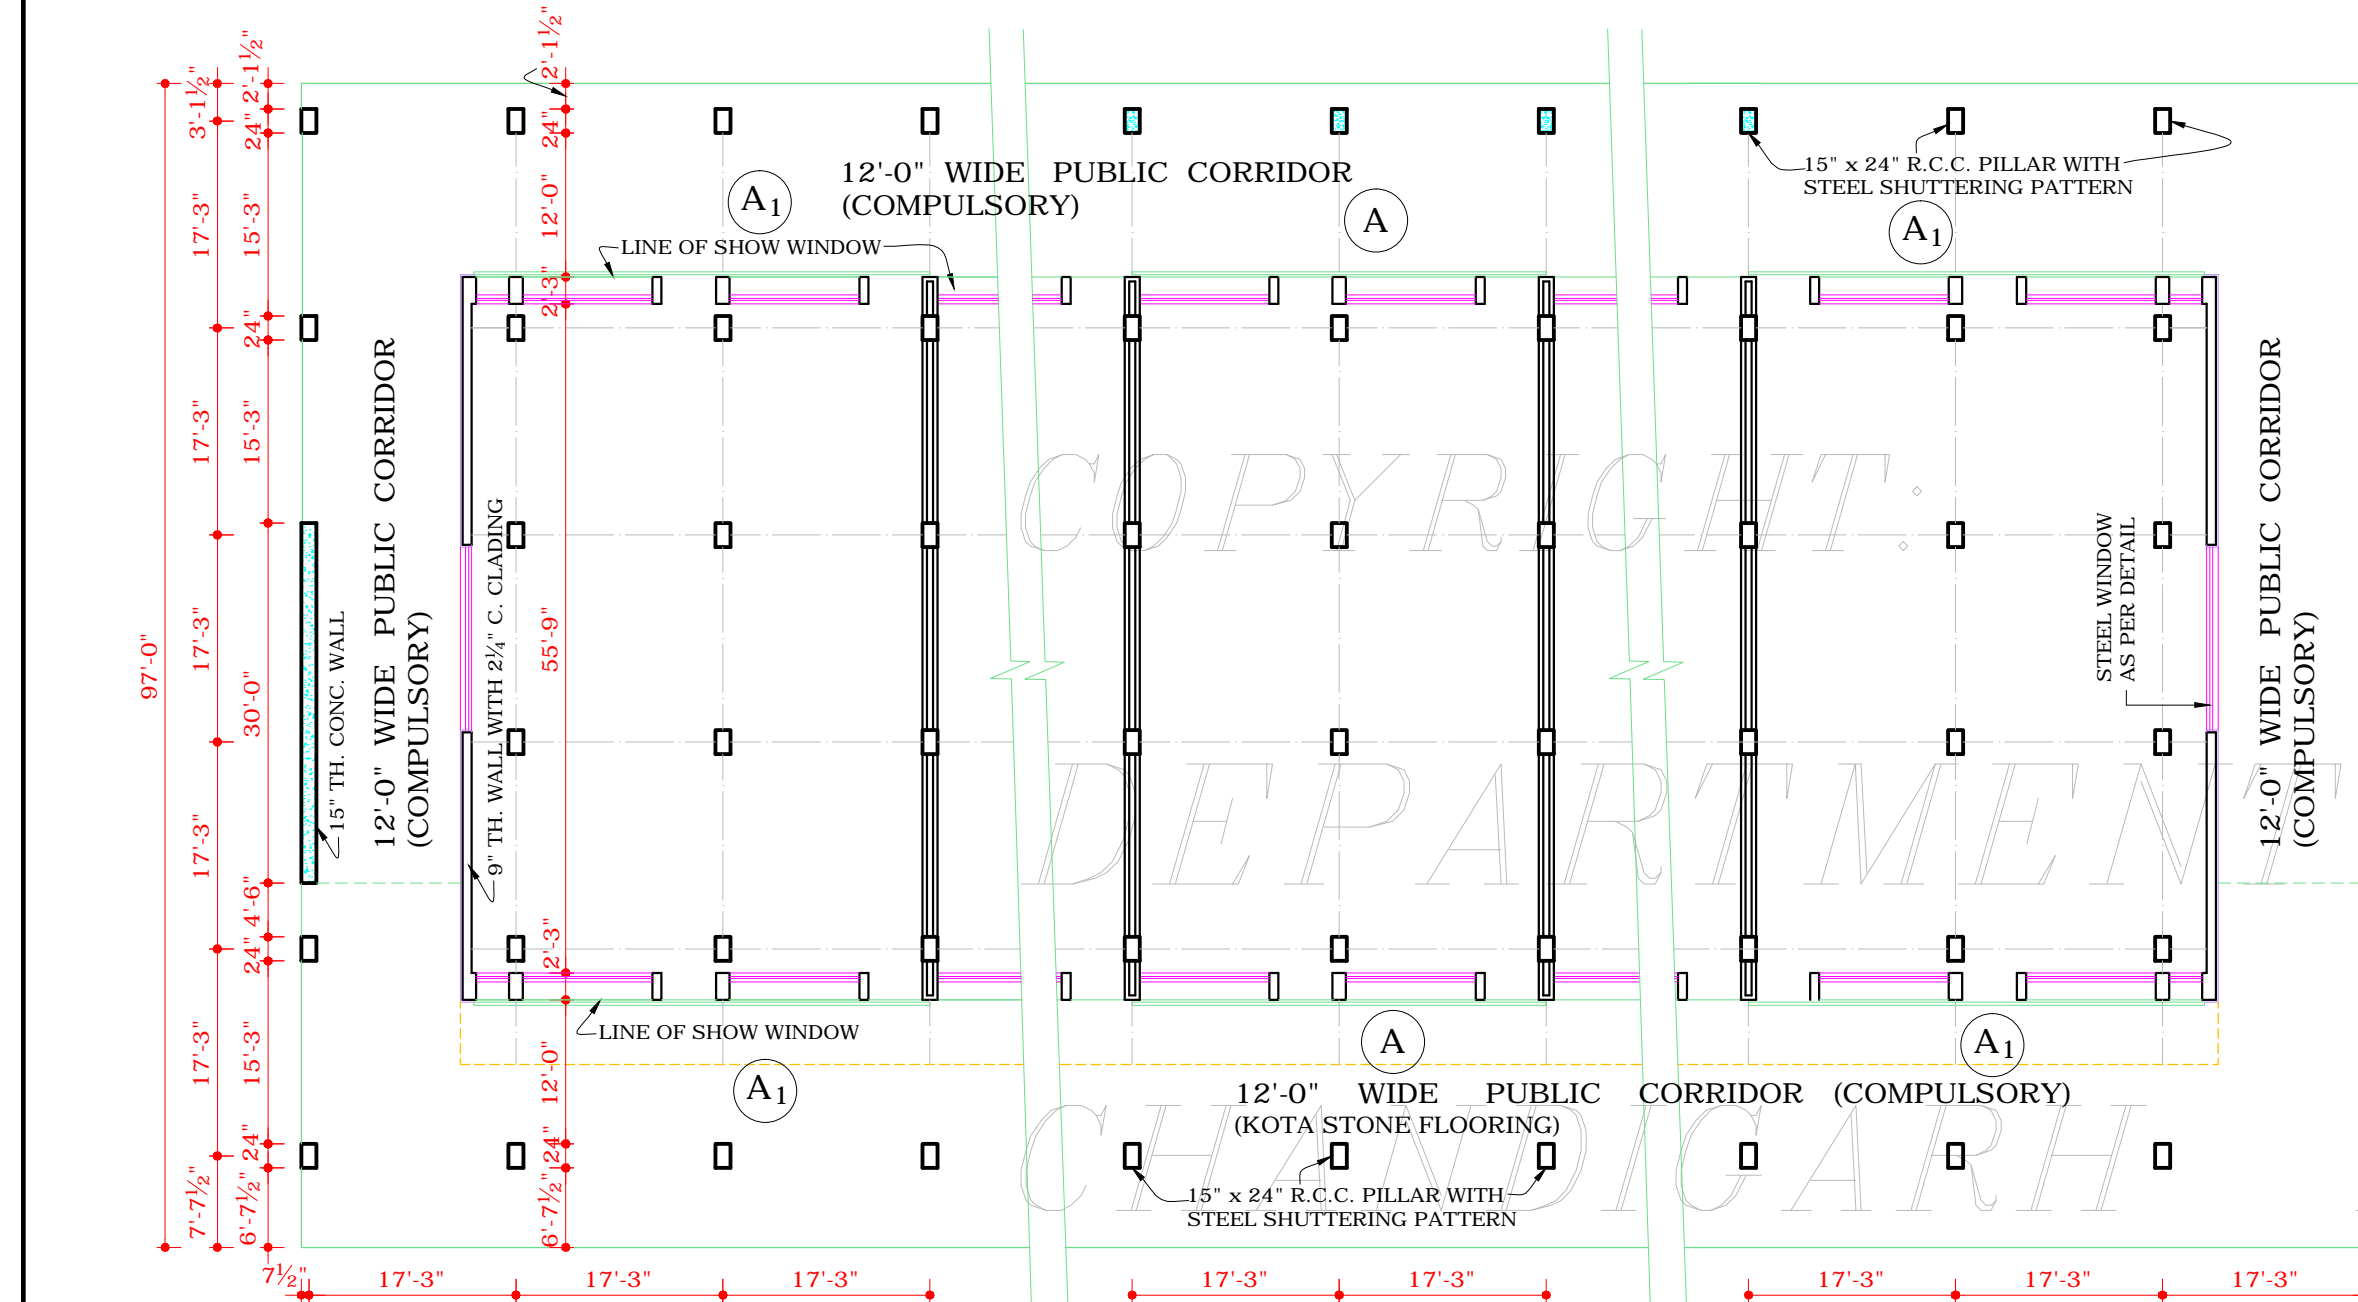 2'-1½"
2'-1½"
3'-1½"
24"
24"
12'-0" WIDE PUBLIC CORRIDOR
(COMPULSORY)
A1
A
A1
15" x 24" R.C.C. PILLAR WITH
STEEL SHUTTERING PATTERN
17'-3"
15'-3"
12'-0"
LINE OF SHOW WINDOW
2'-3"
24"
17'-3"
15'-3"
12'-0" WIDE PUBLIC CORRIDOR
(COMPULSORY)
9" TH. WALL WITH 2¼" C. CLADING
15" TH. CONC. WALL
97'-0"
17'-3"
30'-0"
55'-9"
17'-3"
4'-6"
24"
2'-3"
COPYRIGHT:
DEPARTMENT
CHANDIGARH
STEEL WINDOW
AS PER DETAIL
12'-0" WIDE PUBLIC CORRIDOR
(COMPULSORY)
LINE OF SHOW WINDOW
17'-3"
15'-3"
12'-0"
A1
A
A1
12'-0" WIDE PUBLIC CORRIDOR (COMPULSORY)
(KOTA STONE FLOORING)
24"
24"
15" x 24" R.C.C. PILLAR WITH
STEEL SHUTTERING PATTERN
7'-7½"
6'-7½"
6'-7½"
7½"
17'-3"
17'-3"
17'-3"
17'-3"
17'-3"
17'-3"
17'-3"
17'-3"